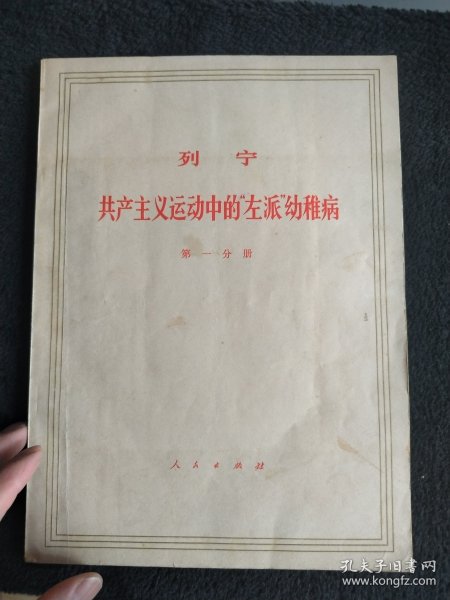 列宁
共产主义运动中的“左派”幼稚病
第一分册
人民出版社
孔夫子旧书网
www.kongfz.com